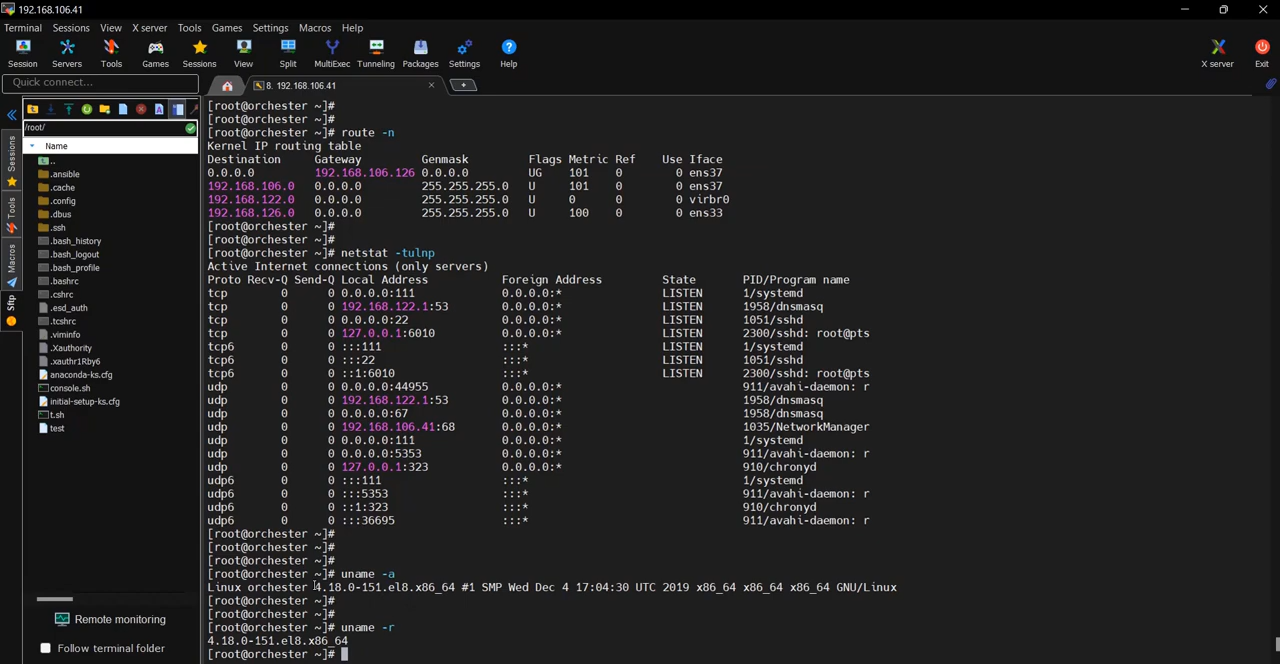 192.168.106.41
Terminal Sessions View X server Tools Games Settings Macros Help
Session Servers Tools Games Sessions View Split MultiExec Tunneling Packages Settings Help X server Exit
Quick connect...
8. 192.168.106.41
/root/
Name
..
.ansible
.cache
.config
.dbus
.ssh
.bash_history
.bash_logout
.bash_profile
.bashrc
.cshrc
.esd_auth
.tcshrc
.viminfo
.Xauthority
.xauthr1Rby6
anaconda-ks.cfg
console.sh
initial-setup-ks.cfg
t.sh
test
Remote monitoring
Follow terminal folder
Sessions
Tools
Macros
Sftp
[root@orchester ~]#
[root@orchester ~]#
[root@orchester ~]# route -n
Kernel IP routing table
Destination Gateway Genmask Flags Metric Ref Use Iface
0.0.0.0 192.168.106.126 0.0.0.0 UG 101 0 0 ens37
192.168.106.0 0.0.0.0 255.255.255.0 U 101 0 0 ens37
192.168.122.0 0.0.0.0 255.255.255.0 U 0 0 0 virbr0
192.168.126.0 0.0.0.0 255.255.255.0 U 100 0 0 ens33
[root@orchester ~]#
[root@orchester ~]#
[root@orchester ~]# netstat -tulnp
Active Internet connections (only servers)
Proto Recv-Q Send-Q Local Address Foreign Address State PID/Program name
tcp 0 0 0.0.0.0:111 0.0.0.0:* LISTEN 1/systemd
tcp 0 0 192.168.122.1:53 0.0.0.0:* LISTEN 1958/dnsmasq
tcp 0 0 0.0.0.0:22 0.0.0.0:* LISTEN 1051/sshd
tcp 0 0 127.0.0.1:6010 0.0.0.0:* LISTEN 2300/sshd: root@pts
tcp6 0 0 :::111 :::* LISTEN 1/systemd
tcp6 0 0 :::22 :::* LISTEN 1051/sshd
tcp6 0 0 ::1:6010 :::* LISTEN 2300/sshd: root@pts
udp 0 0 0.0.0.0:44955 0.0.0.0:* 911/avahi-daemon: r
udp 0 0 192.168.122.1:53 0.0.0.0:* 1958/dnsmasq
udp 0 0 0.0.0.0:67 0.0.0.0:* 1958/dnsmasq
udp 0 0 192.168.106.41:68 0.0.0.0:* 1035/NetworkManager
udp 0 0 0.0.0.0:111 0.0.0.0:* 1/systemd
udp 0 0 0.0.0.0:5353 0.0.0.0:* 911/avahi-daemon: r
udp 0 0 127.0.0.1:323 0.0.0.0:* 910/chronyd
udp6 0 0 :::111 :::* 1/systemd
udp6 0 0 :::5353 :::* 911/avahi-daemon: r
udp6 0 0 ::1:323 :::* 910/chronyd
udp6 0 0 :::36695 :::* 911/avahi-daemon: r
[root@orchester ~]#
[root@orchester ~]#
[root@orchester ~]#
[root@orchester ~]# uname -a
Linux orchester 4.18.0-151.el8.x86_64 #1 SMP Wed Dec 4 17:04:30 UTC 2019 x86_64 x86_64 x86_64 GNU/Linux
[root@orchester ~]#
[root@orchester ~]#
[root@orchester ~]# uname -r
4.18.0-151.el8.x86_64
[root@orchester ~]#